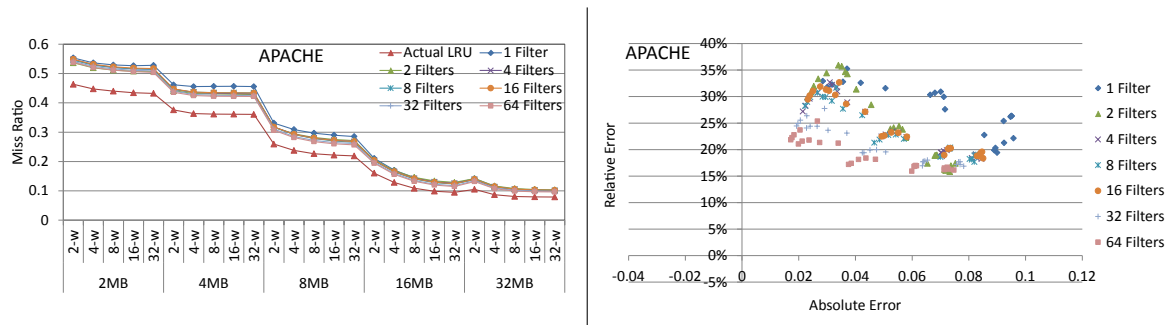 APACHE
Actual LRU
1 Filter
2 Filters
4 Filters
8 Filters
16 Filters
32 Filters
64 Filters
Miss Ratio
0.6
0.5
0.4
0.3
0.2
0.1
0
2-w 4-w 8-w 16-w 32-w 2-w 4-w 8-w 16-w 32-w 2-w 4-w 8-w 16-w 32-w 2-w 4-w 8-w 16-w 32-w 2-w 4-w 8-w 16-w 32-w
2MB 4MB 8MB 16MB 32MB
APACHE
Relative Error
40%
35%
30%
25%
20%
15%
10%
5%
0%
-5%
-0.04 -0.02 0 0.02 0.04 0.06 0.08 0.1 0.12
Absolute Error
1 Filter
2 Filters
4 Filters
8 Filters
16 Filters
32 Filters
64 Filters